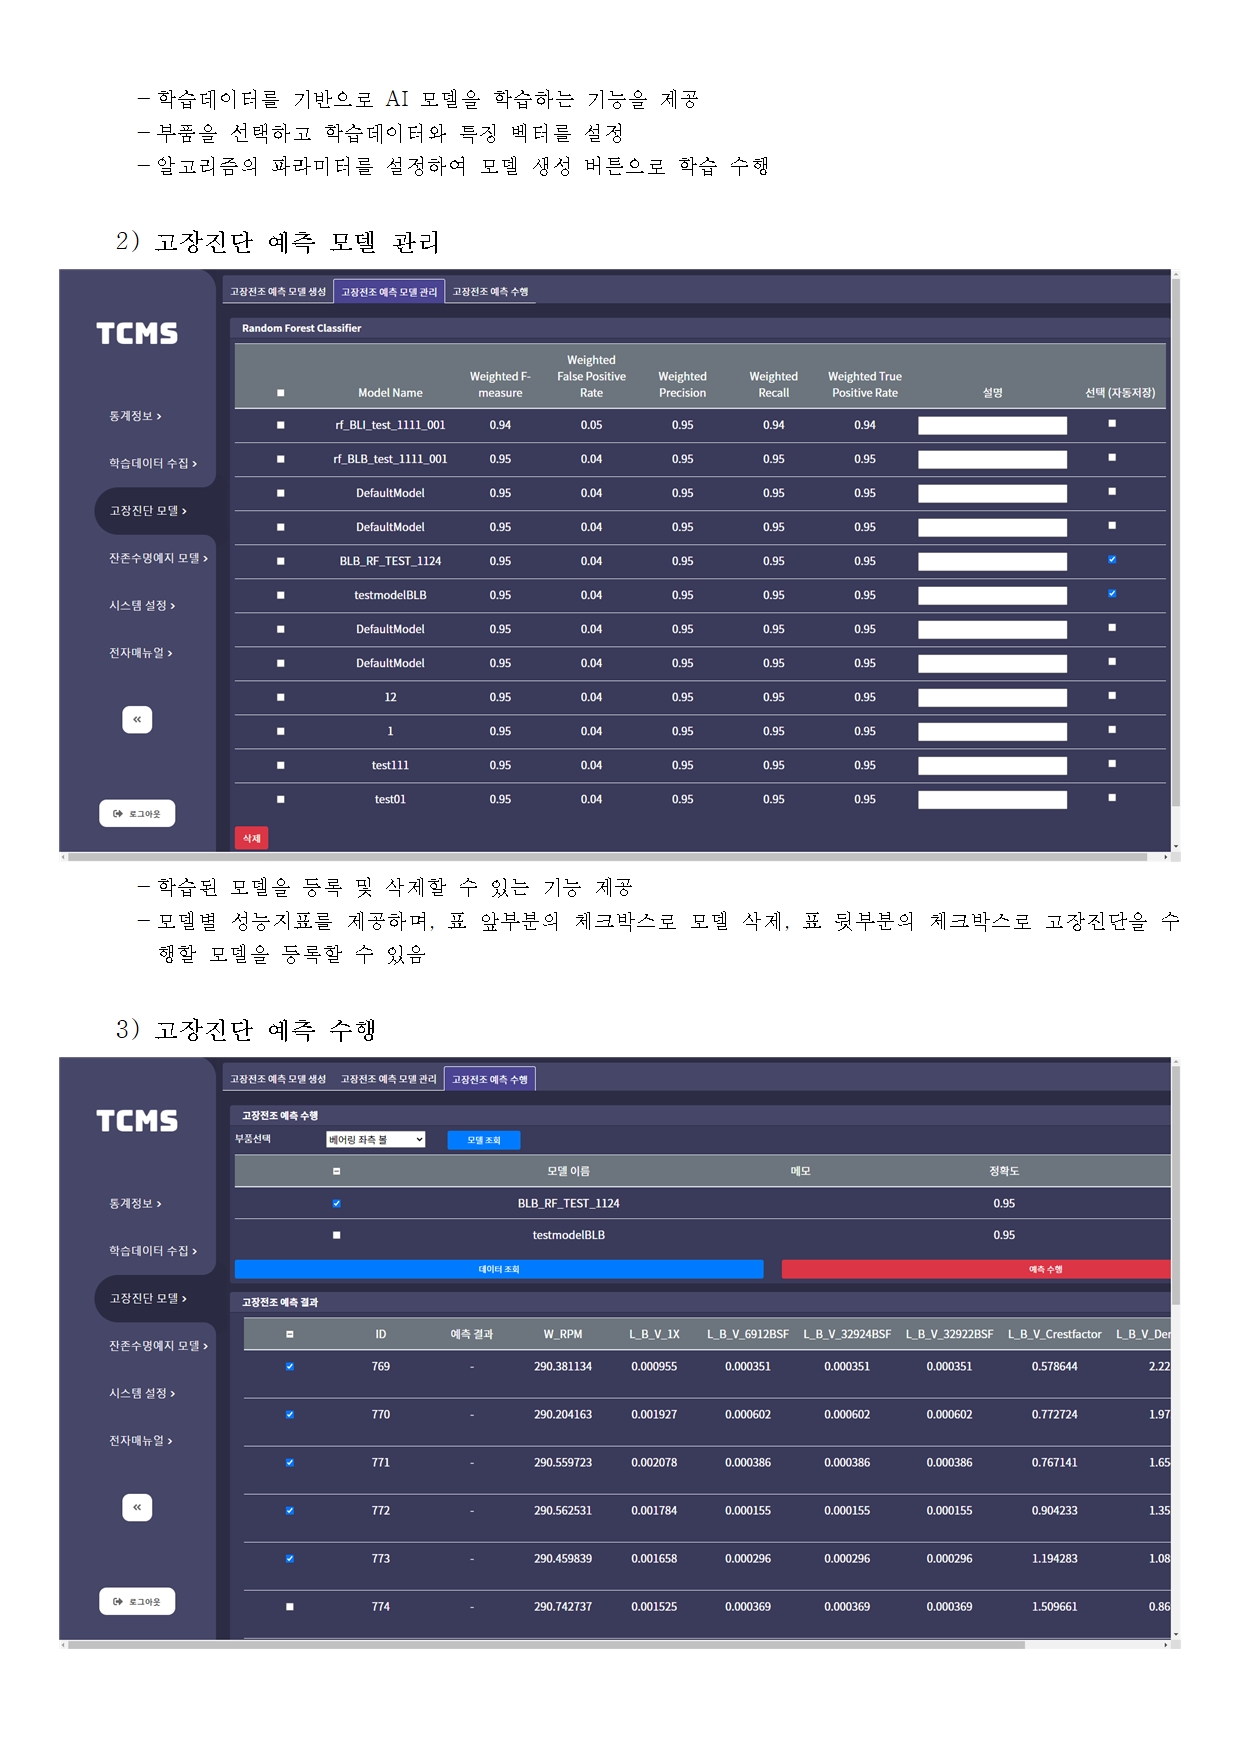 －학습데이터를 기반으로 AI 모델을 학습하는 기능을 제공
－부품을 선택하고 학습데이터와 특징 벡터를 설정
－알고리즘의 파라미터를 설정하여 모델 생성 버튼으로 학습 수행
2) 고장진단 예측 모델 관리
고장전조 예측 모델 생성 고장전조 예측 모델 관리 고장전조 예측 수행
TCMS
통계정보 >
학습데이터 수집 >
고장진단 모델 >
잔존수명예지 모델 >
시스템 설정 >
전자매뉴얼 >
«
로그아웃
Random Forest Classifier
Model Name Weighted F-measure Weighted False Positive Rate Weighted Precision Weighted Recall Weighted True Positive Rate 설명 선택 (자동저장)
rf_BLI_test_1111_001 0.94 0.05 0.95 0.94 0.94
rf_BLB_test_1111_001 0.95 0.04 0.95 0.95 0.95
DefaultModel 0.95 0.04 0.95 0.95 0.95
DefaultModel 0.95 0.04 0.95 0.95 0.95
BLB_RF_TEST_1124 0.95 0.04 0.95 0.95 0.95
testmodelBLB 0.95 0.04 0.95 0.95 0.95
DefaultModel 0.95 0.04 0.95 0.95 0.95
DefaultModel 0.95 0.04 0.95 0.95 0.95
12 0.95 0.04 0.95 0.95 0.95
1 0.95 0.04 0.95 0.95 0.95
test111 0.95 0.04 0.95 0.95 0.95
test01 0.95 0.04 0.95 0.95 0.95
삭제
－학습된 모델을 등록 및 삭제할 수 있는 기능 제공
－모델별 성능지표를 제공하며, 표 앞부분의 체크박스로 모델 삭제, 표 뒷부분의 체크박스로 고장진단을 수
행할 모델을 등록할 수 있음
3) 고장진단 예측 수행
고장전조 예측 모델 생성 고장전조 예측 모델 관리 고장전조 예측 수행
TCMS
통계정보 >
학습데이터 수집 >
고장진단 모델 >
잔존수명예지 모델 >
시스템 설정 >
전자매뉴얼 >
«
로그아웃
고장전조 예측 수행
부품선택 베어링 좌측 볼 모델 조회
모델 이름 메모 정확도
BLB_RF_TEST_1124 0.95
testmodelBLB 0.95
데이터 조회 예측 수행
고장전조 예측 결과
ID 예측 결과 W_RPM L_B_V_1X L_B_V_6912BSF L_B_V_32924BSF L_B_V_32922BSF L_B_V_Crestfactor L_B_V_Der
769 - 290.381134 0.000955 0.000351 0.000351 0.000351 0.578644 2.22
770 - 290.204163 0.001927 0.000602 0.000602 0.000602 0.772724 1.97
771 - 290.559723 0.002078 0.000386 0.000386 0.000386 0.767141 1.65
772 - 290.562531 0.001784 0.000155 0.000155 0.000155 0.904233 1.35
773 - 290.459839 0.001658 0.000296 0.000296 0.000296 1.194283 1.08
774 - 290.742737 0.001525 0.000369 0.000369 0.000369 1.509661 0.86